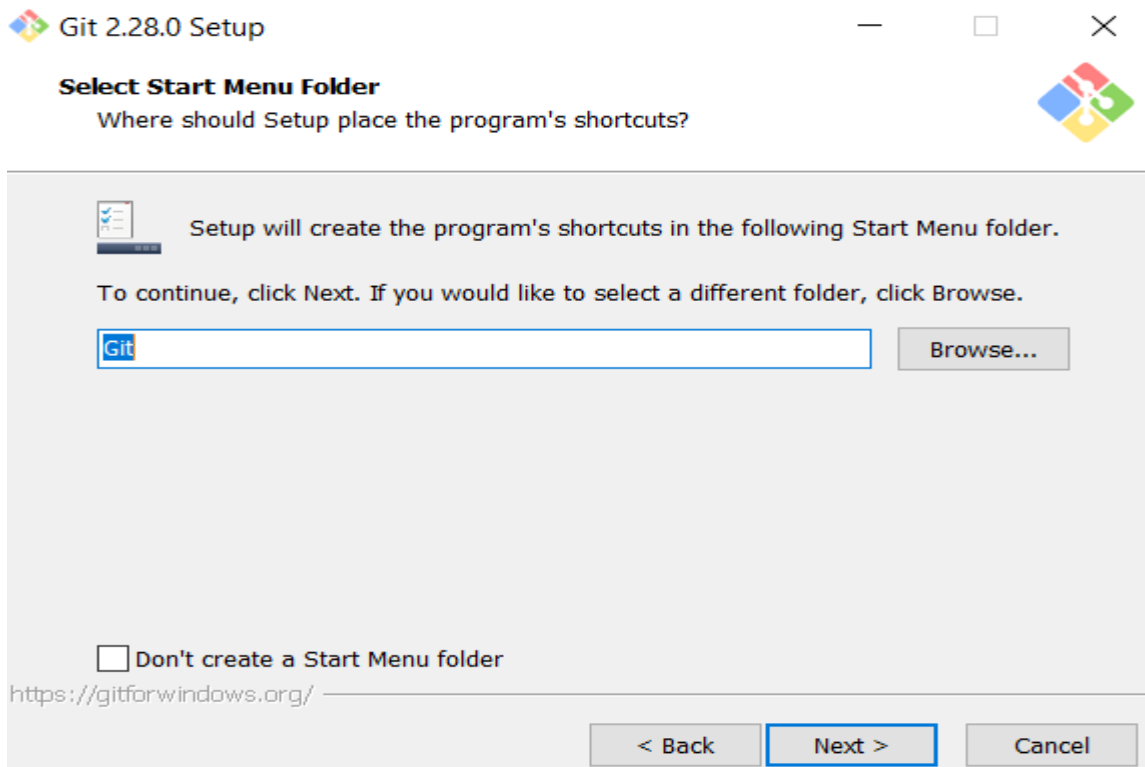 Git 2.28.0 Setup
Select Start Menu Folder
Where should Setup place the program's shortcuts?
Setup will create the program's shortcuts in the following Start Menu folder.
To continue, click Next. If you would like to select a different folder, click Browse.
Git
Browse...
Don't create a Start Menu folder
https://gitforwindows.org/
< Back
Next >
Cancel